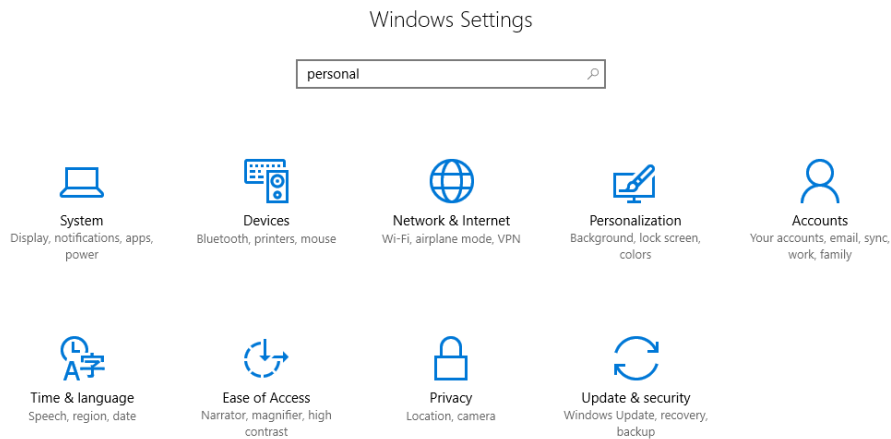 Windows Settings
personal
System
Display, notifications, apps,
power
Devices
Bluetooth, printers, mouse
Network & Internet
Wi-Fi, airplane mode, VPN
Personalization
Background, lock screen,
colors
Accounts
Your accounts, email, sync,
work, family
A字
Time & language
Speech, region, date
Ease of Access
Narrator, magnifier, high
contrast
Privacy
Location, camera
Update & security
Windows Update, recovery,
backup